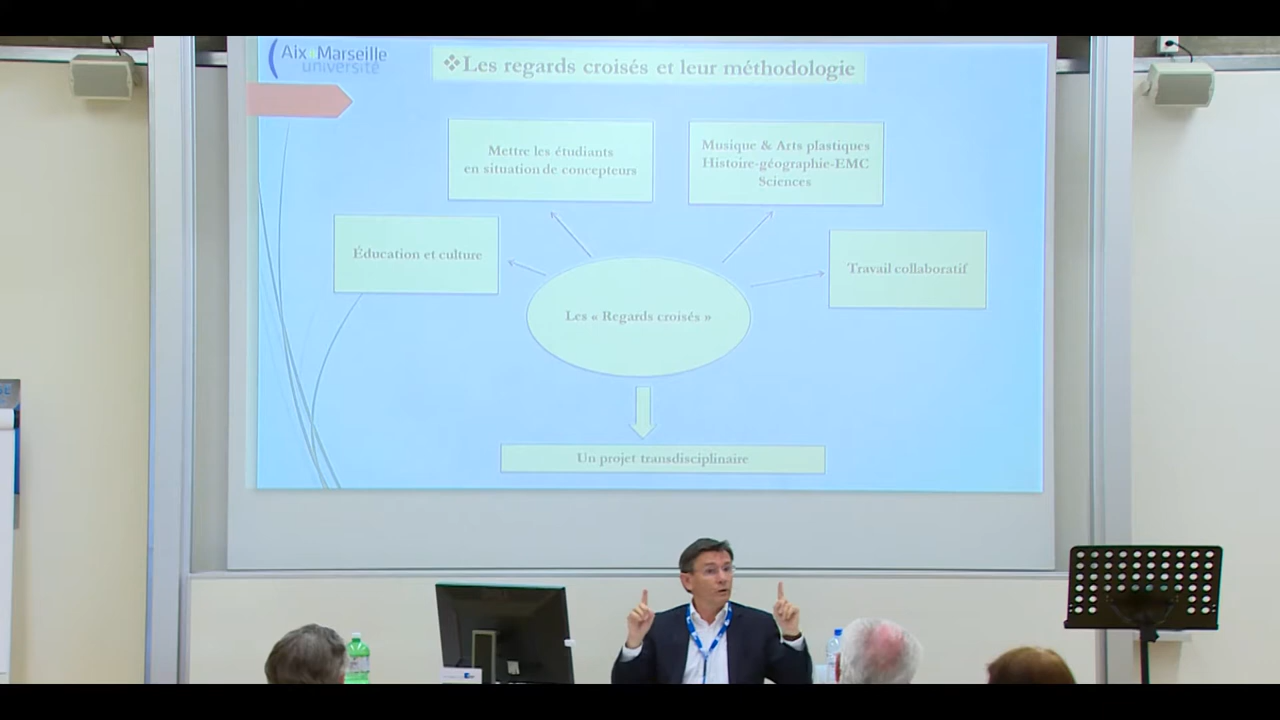 Aix Marseille
université
❖Les regards croisés et leur méthodologie
Mettre les étudiants
en situation de concepteurs
Musique & Arts plastiques
Histoire-géographie-EMC
Sciences
Éducation et culture
Travail collaboratif
Les « Regards croisés »
Un projet transdisciplinaire